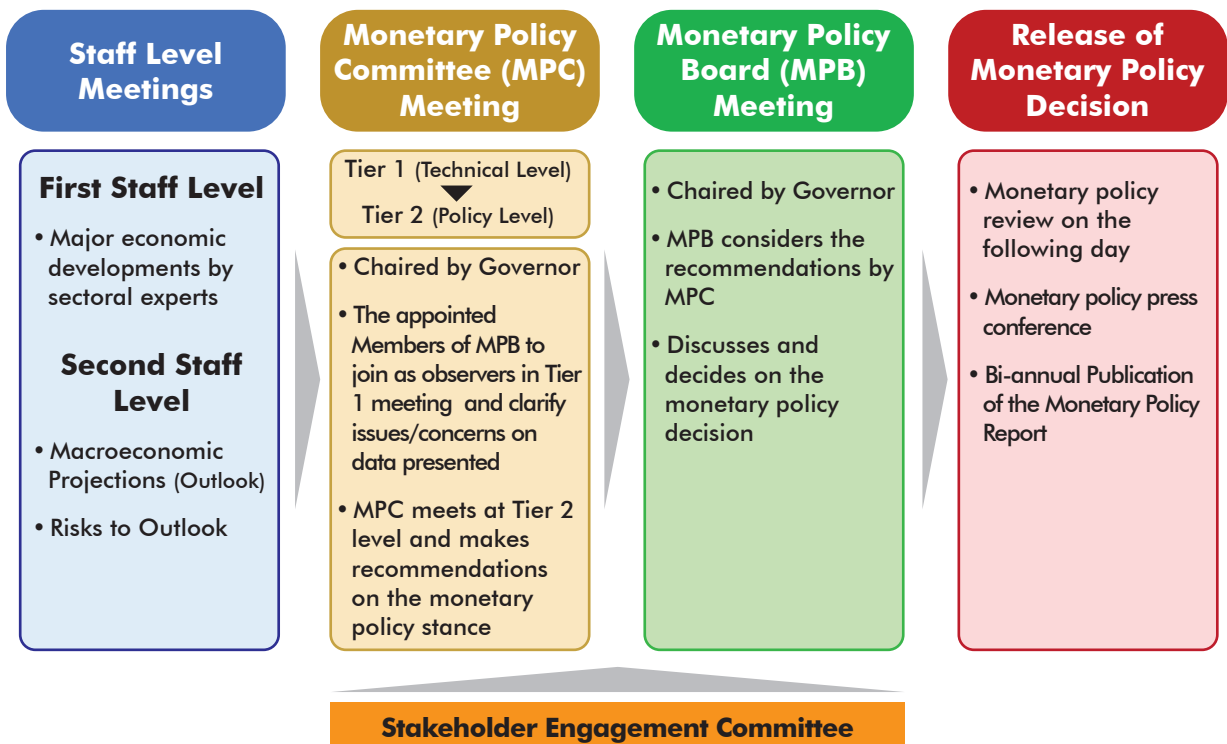 Staff Level
Meetings
First Staff Level
• Major economic
developments by
sectoral experts
Second Staff
Level
• Macroeconomic
Projections (Outlook)
• Risks to Outlook
Monetary Policy
Committee (MPC)
Meeting
Tier 1 (Technical Level)
Tier 2 (Policy Level)
• Chaired by Governor
• The appointed
Members of MPB to
join as observers in Tier
1 meeting and clarify
issues/concerns on
data presented
• MPC meets at Tier 2
level and makes
recommendations
on the monetary
policy stance
Monetary Policy
Board (MPB)
Meeting
• Chaired by Governor
• MPB considers the
recommendations by
MPC
• Discusses and
decides on the
monetary policy
decision
Release of
Monetary Policy
Decision
• Monetary policy
review on the
following day
• Monetary policy press
conference
• Bi-annual Publication
of the Monetary Policy
Report
Stakeholder Engagement Committee